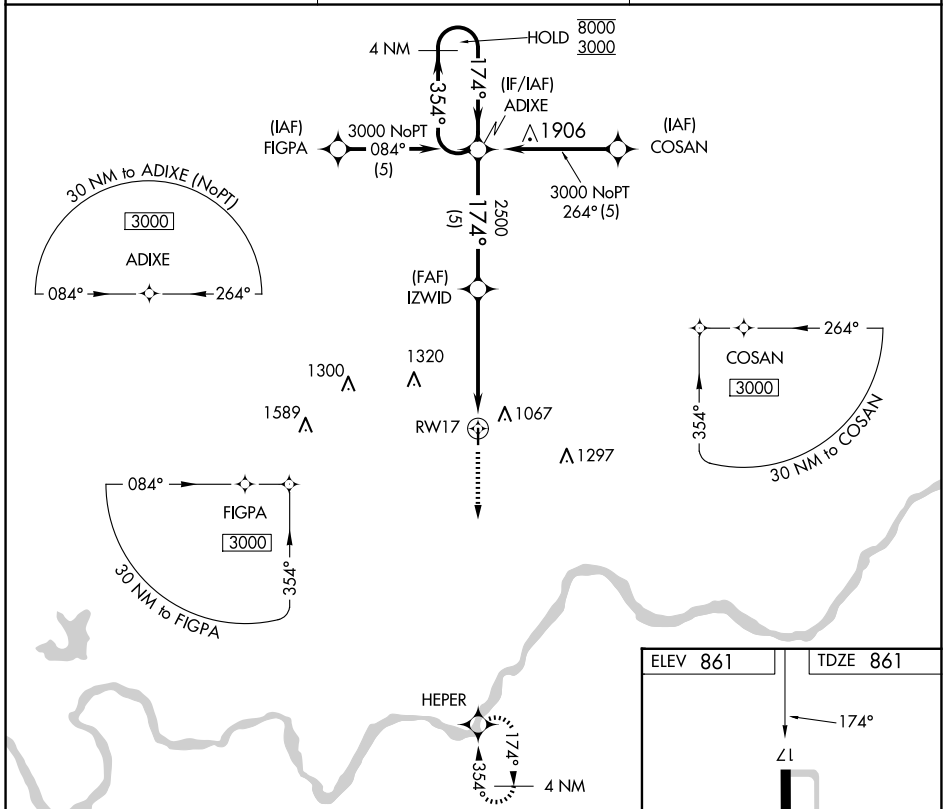 8000
HOLD 3000
4 NM
174°
354°
(IF/IAF)
ADIXE
1906
(IAF)
FIGPA
3000 NoPT
084°
(5)
(IAF)
COSAN
3000 NoPT
264° (5)
30 NM to ADIXE (NoPT)
3000
ADIXE
084° 264°
2500
174°
(5)
(FAF)
IZWID
264°
COSAN
3000
354°
30 NM to COSAN
1300
1320
1589
RW17
1067
1297
084°
FIGPA
3000
354°
30 NM to FIGPA
HEPER
174°
354°
4 NM
ELEV 861 TDZE 861
174°
17